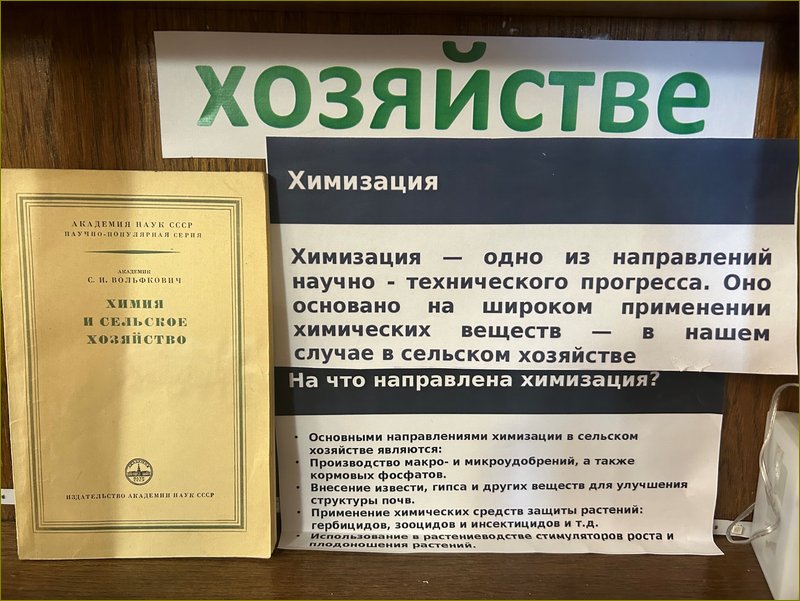 хозяйстве
Химизация
Химизация — одно из направлений
научно - технического прогресса. Оно
основано на широком применении
химических веществ — в нашем
случае в сельском хозяйстве
На что направлена химизация?
• Основными направлениями химизации в сельском
хозяйстве являются:
• Производство макро- и микроудобрений, а также
кормовых фосфатов.
• Внесение извести, гипса и других веществ для улучшения
структуры почв.
• Применение химических средств защиты растений:
гербицидов, зооцидов и инсектицидов и т.д.
• Использование в растениеводстве стимуляторов роста и
плодоношения растений.
АКАДЕМИЯ НАУК СССР
НАУЧНО-ПОПУЛЯРНАЯ СЕРИЯ
АКАДЕМИК
С. И. ВОЛЬФКОВИЧ
ХИМИЯ
И СЕЛЬСКОЕ
ХОЗЯЙСТВО
ИЗДАТЕЛЬСТВО АКАДЕМИИ НАУК СССР